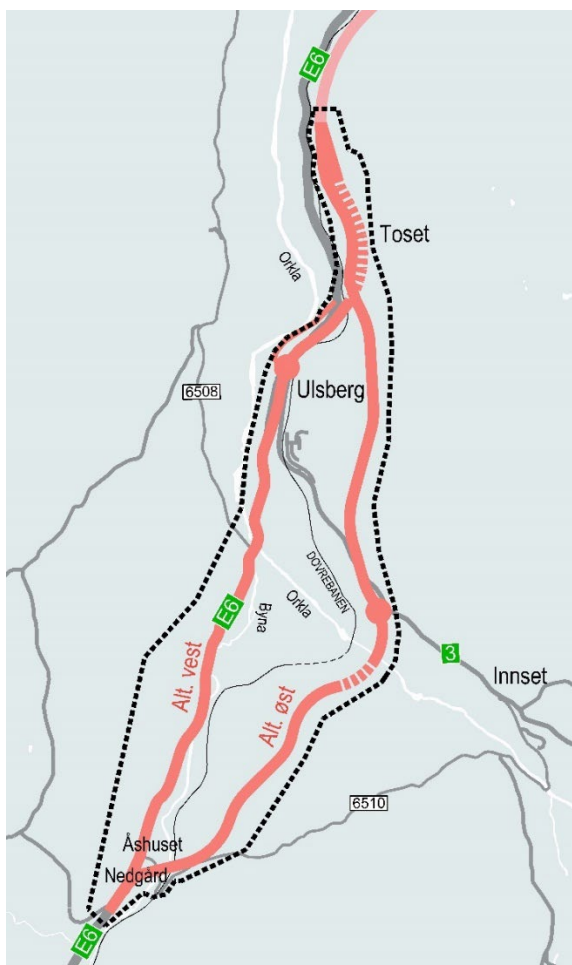 E6
Toset
Orkla
Ulsberg
6508
DOVREBANEN
Orkla
Byna
E6
3
Innset
Alt. vest
Alt. øst
6510
Åshuset
Nedgård
E6